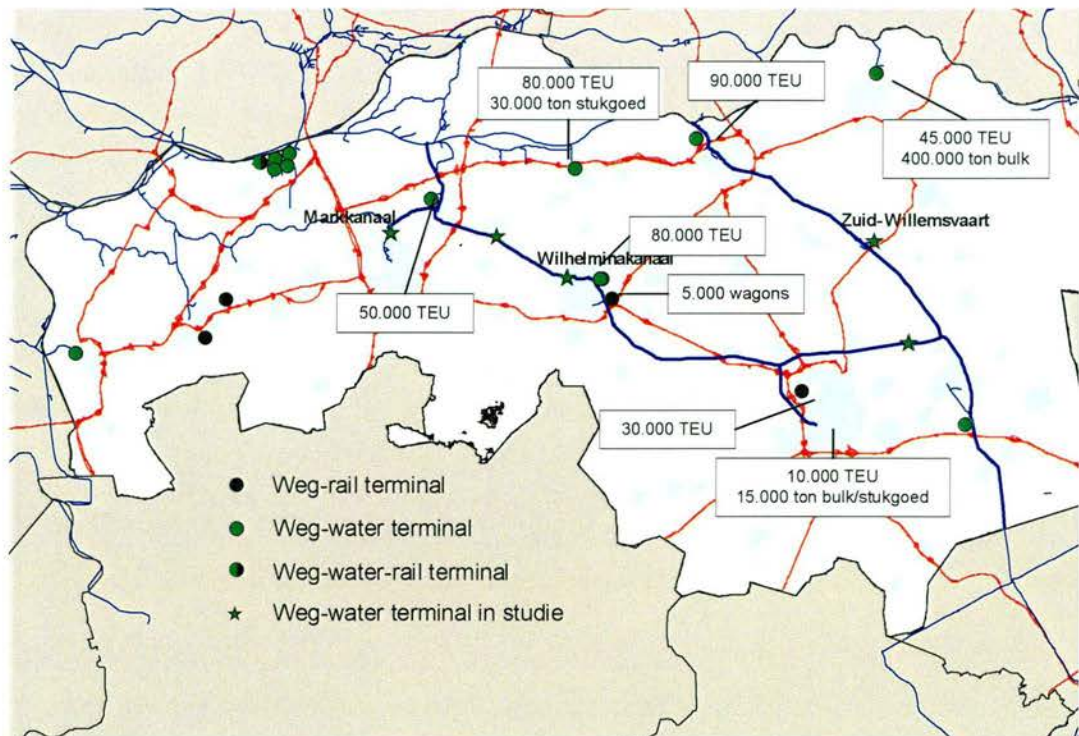 80.000 TEU
30.000 ton stukgoed
90.000 TEU
45.000 TEU
400.000 ton bulk
Markkanaal
Zuid-Willemsvaart
Wilhelminakanaal
80.000 TEU
5.000 wagons
50.000 TEU
30.000 TEU
10.000 TEU
15.000 ton bulk/stukgoed
Weg-rail terminal
Weg-water terminal
Weg-water-rail terminal
Weg-water terminal in studie